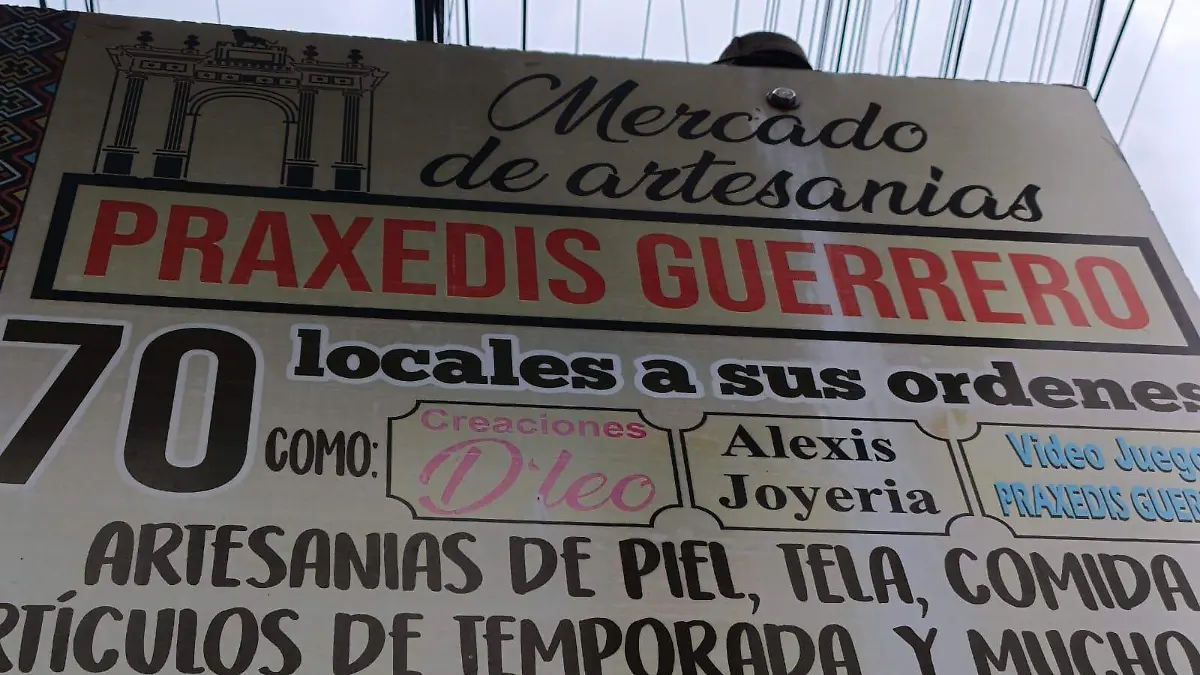 Mercado
de artesanias
PRAXEDIS GUERRERO
70 locales a sus ordenes
COMO:
Creaciones
D'leo
Alexis
Joyeria
Video Juego
PRAXEDIS GUER
ARTESANIAS DE PIEL, TELA, COMIDA
RTÍCULOS DE TEMPORADA Y MUCHO